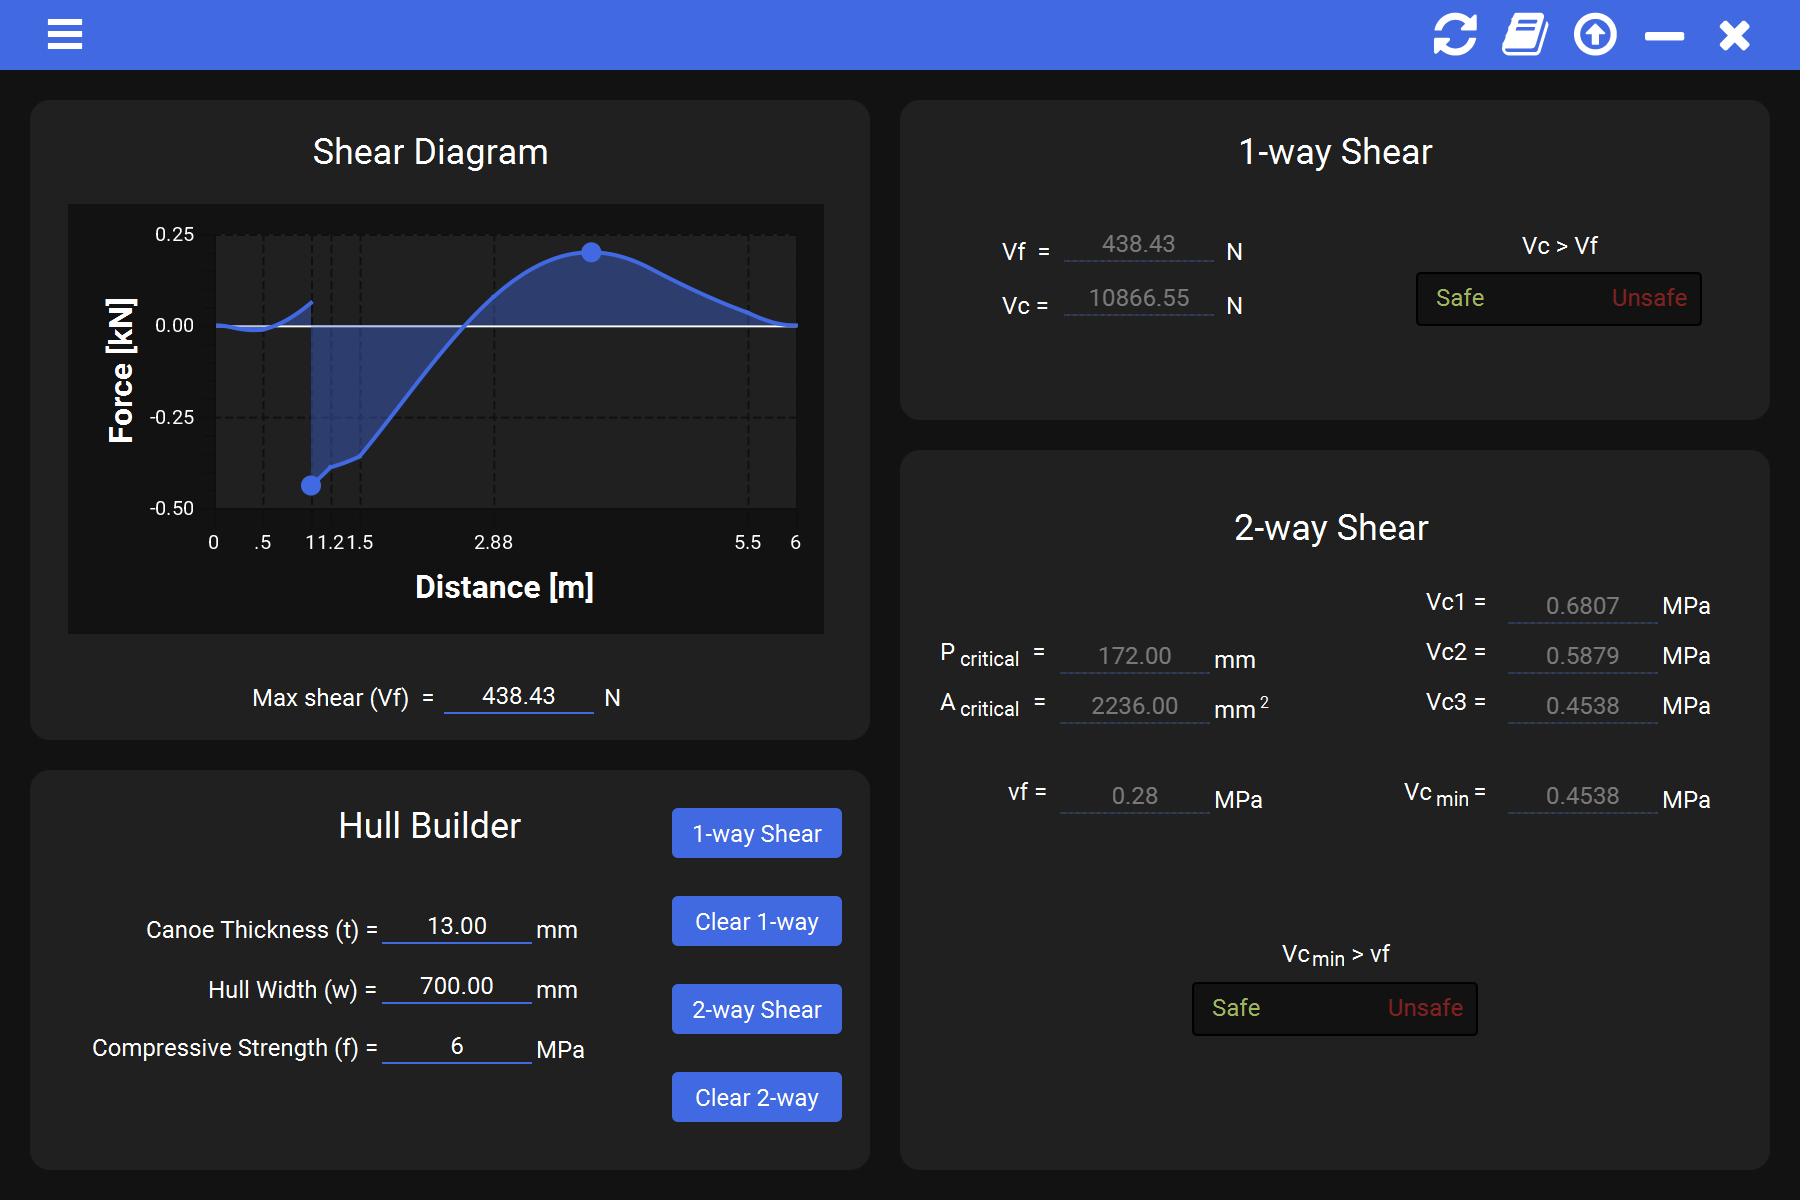 Shear Diagram
0.25
0.00
-0.25
-0.50
Force [kN]
0 .5 1 1.2 1.5 2.88 5.5 6
Distance [m]
Max shear (Vf) = 438.43 N
Hull Builder
Canoe Thickness (t) = 13.00 mm
Hull Width (w) = 700.00 mm
Compressive Strength (f) = 6 MPa
1-way Shear
Clear 1-way
2-way Shear
Clear 2-way
1-way Shear
Vf = 438.43 N
Vc = 10866.55 N
Vc > Vf
Safe Unsafe
2-way Shear
P critical = 172.00 mm
A critical = 2236.00 mm 2
vf = 0.28 MPa
Vc1 = 0.6807 MPa
Vc2 = 0.5879 MPa
Vc3 = 0.4538 MPa
Vc min = 0.4538 MPa
Vc min > vf
Safe Unsafe